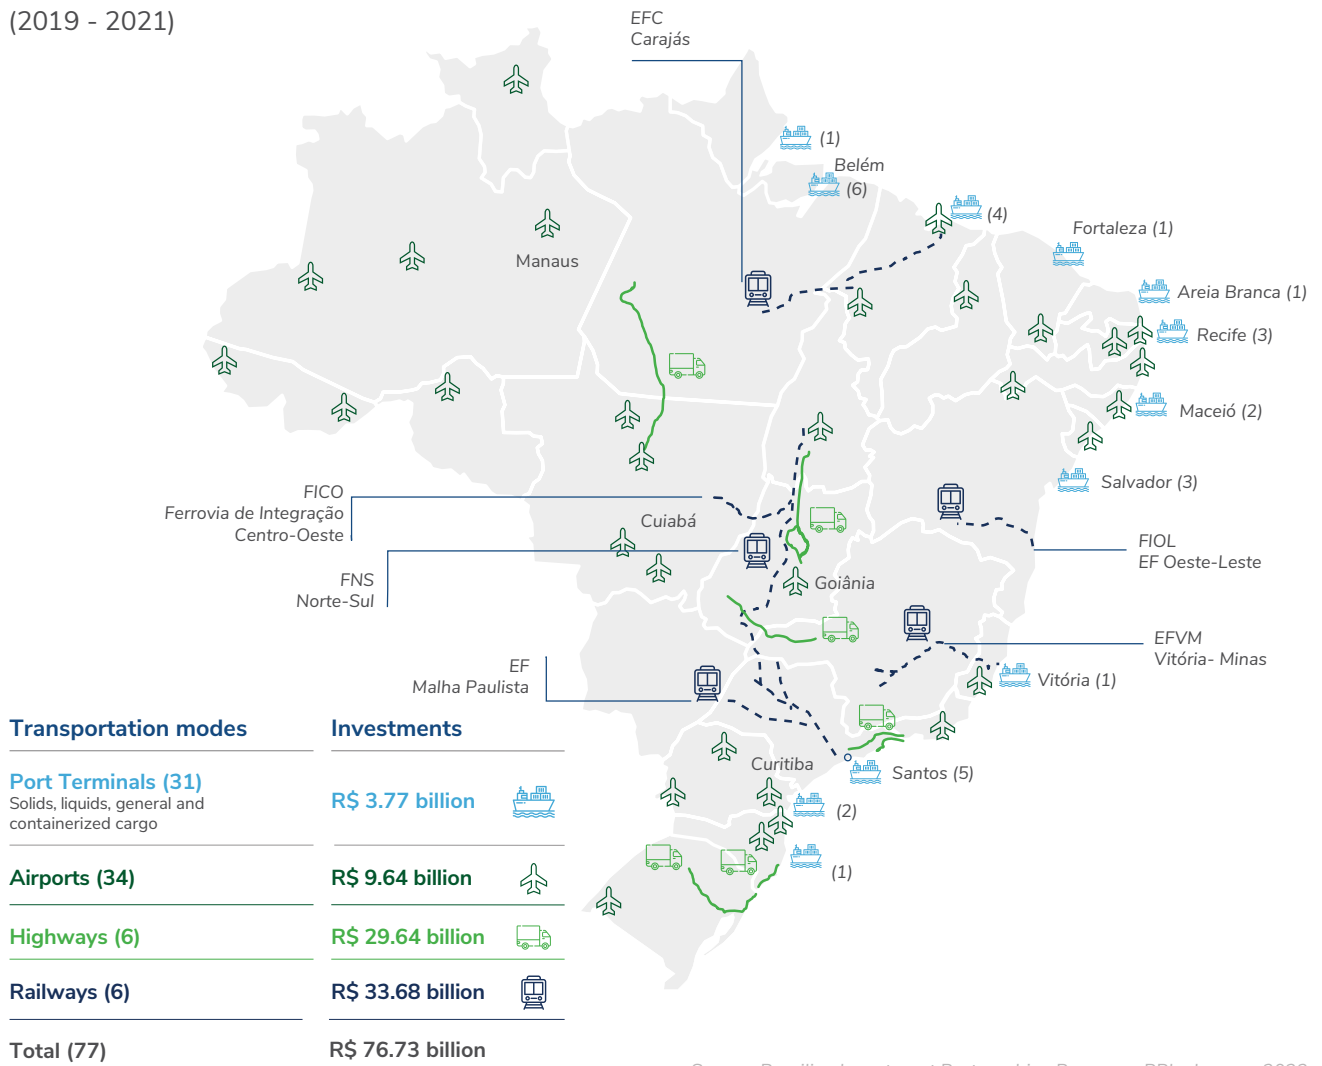 (2019 - 2021)
EFC
Carajás
(1)
Belém
(6)
(4)
Fortaleza (1)
Manaus
Areia Branca (1)
Recife (3)
Maceió (2)
Salvador (3)
FICO
Ferrovia de Integração
Centro-Oeste
Cuiabá
FIOL
EF Oeste-Leste
FNS
Norte-Sul
Goiânia
EFVM
Vitória- Minas
EF
Malha Paulista
Vitória (1)
Curitiba
Santos (5)
(2)
(1)
Transportation modes
Investments
Port Terminals (31)
Solids, liquids, general and
containerized cargo
R$ 3.77 billion
Airports (34)
R$ 9.64 billion
Highways (6)
R$ 29.64 billion
Railways (6)
R$ 33.68 billion
Total (77)
R$ 76.73 billion